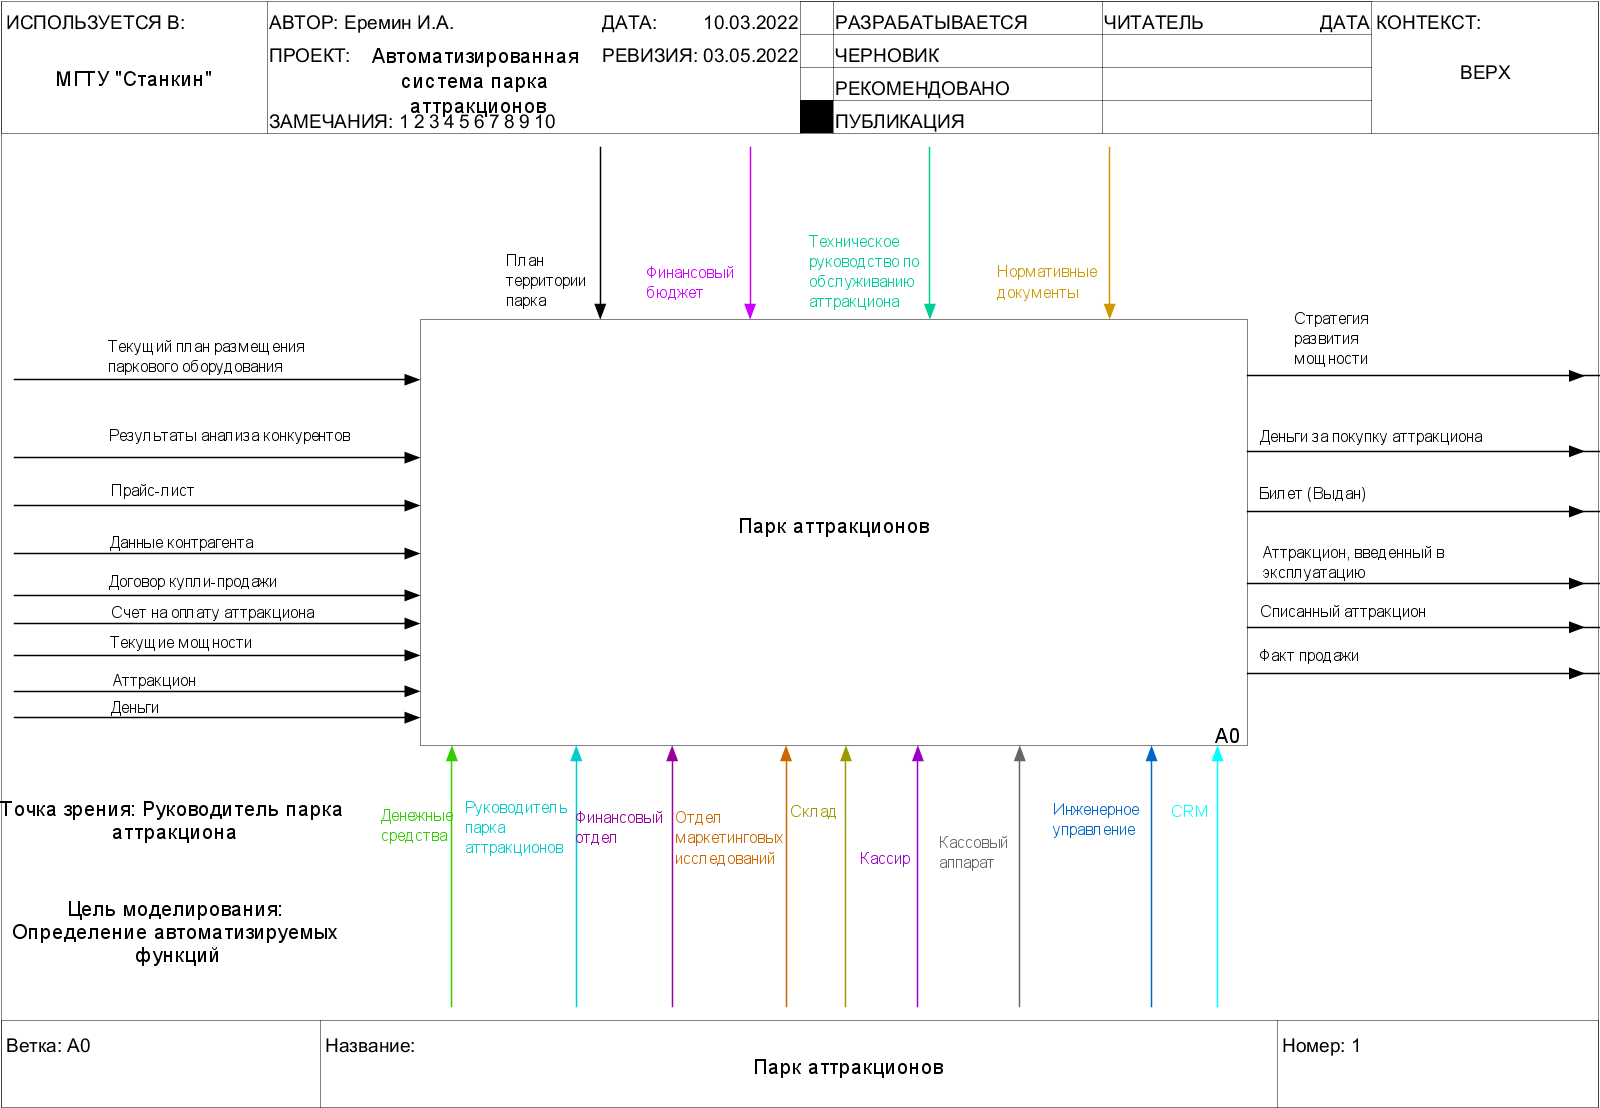 ИСПОЛЬЗУЕТСЯ В:
МГТУ "Станкин"
АВТОР: Еремин И.А.
ДАТА: 10.03.2022
ПРОЕКТ: Автоматизированная
система парка
аттракционов
РЕВИЗИЯ: 03.05.2022
ЗАМЕЧАНИЯ: 1 2 3 4 5 6 7 8 9 10
РАЗРАБАТЫВАЕТСЯ
ЧЕРНОВИК
РЕКОМЕНДОВАНО
ПУБЛИКАЦИЯ
ЧИТАТЕЛЬ
ДАТА
КОНТЕКСТ:
ВЕРХ
План
территории
парка
Финансовый
бюджет
Техническое
руководство по
обслуживанию
аттракциона
Нормативные
документы
Текущий план размещения
паркового оборудования
Результаты анализа конкурентов
Прайс-лист
Данные контрагента
Договор купли-продажи
Счет на оплату аттракциона
Текущие мощности
Аттракцион
Деньги
Парк аттракционов
A0
Стратегия
развития
мощности
Деньги за покупку аттракциона
Билет (Выдан)
Аттракцион, введенный в
эксплуатацию
Списанный аттракцион
Факт продажи
Точка зрения: Руководитель парка
аттракциона
Цель моделирования:
Определение автоматизируемых
функций
Денежные
средства
Руководитель
парка
аттракционов
Финансовый
отдел
Отдел
маркетинговых
исследований
Склад
Кассир
Кассовый
аппарат
Инженерное
управление
CRM
Ветка: A0
Название:
Парк аттракционов
Номер: 1